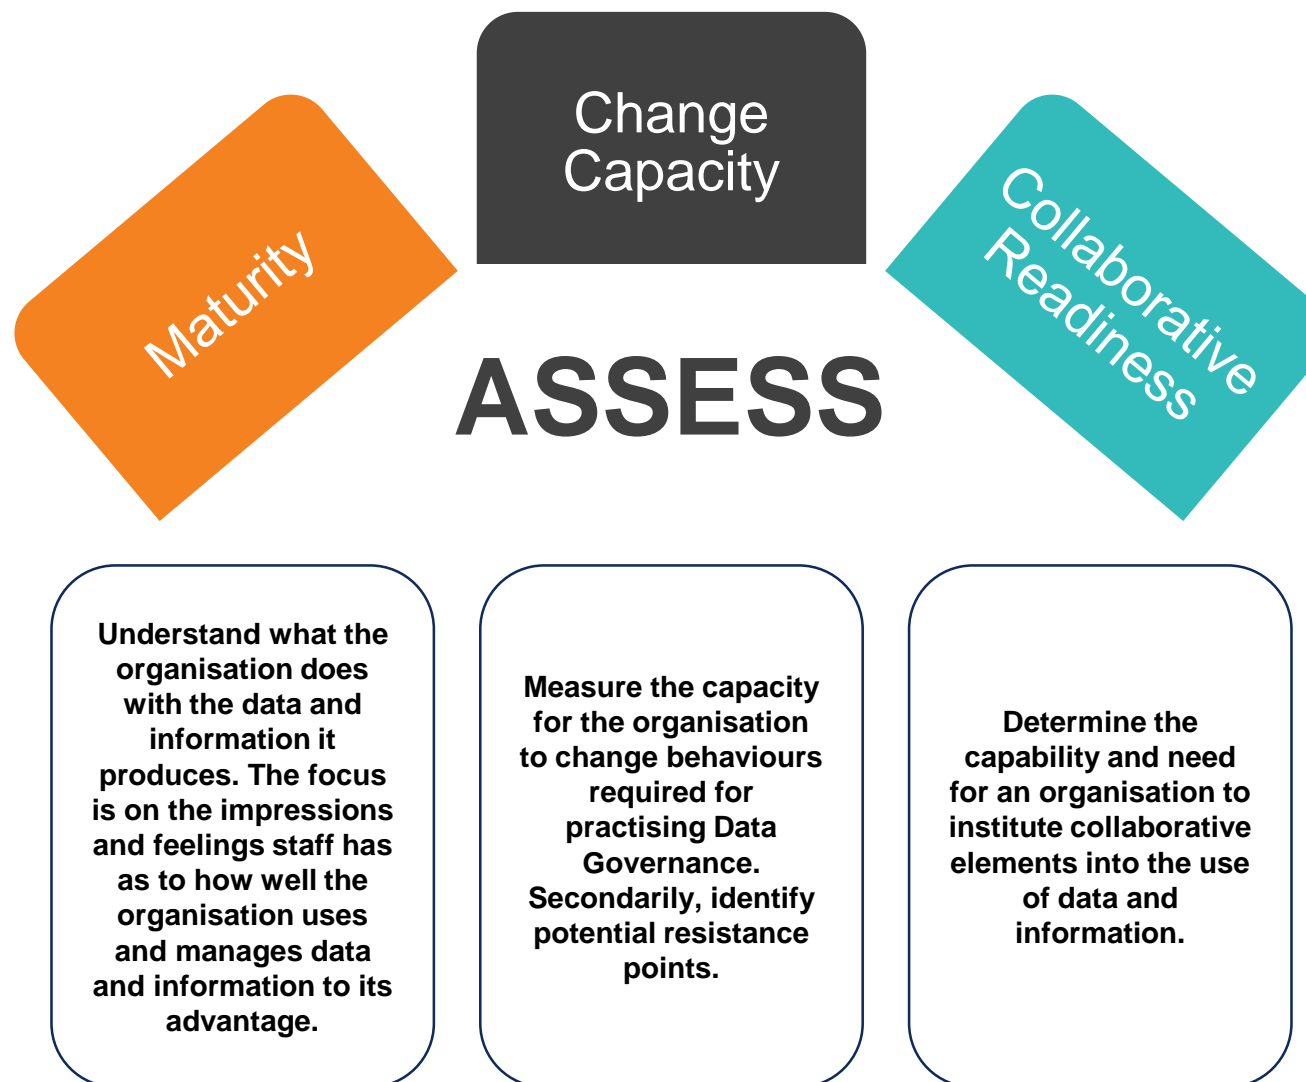 Change
Capacity
Maturity
Collaborative
Readiness
ASSESS
Understand what the
organisation does
with the data and
information it
produces. The focus
is on the impressions
and feelings staff has
as to how well the
organisation uses
and manages data
and information to its
advantage.
Measure the capacity
for the organisation
to change behaviours
required for
practising Data
Governance.
Secondarily, identify
potential resistance
points.
Determine the
capability and need
for an organisation to
institute collaborative
elements into the use
of data and
information.